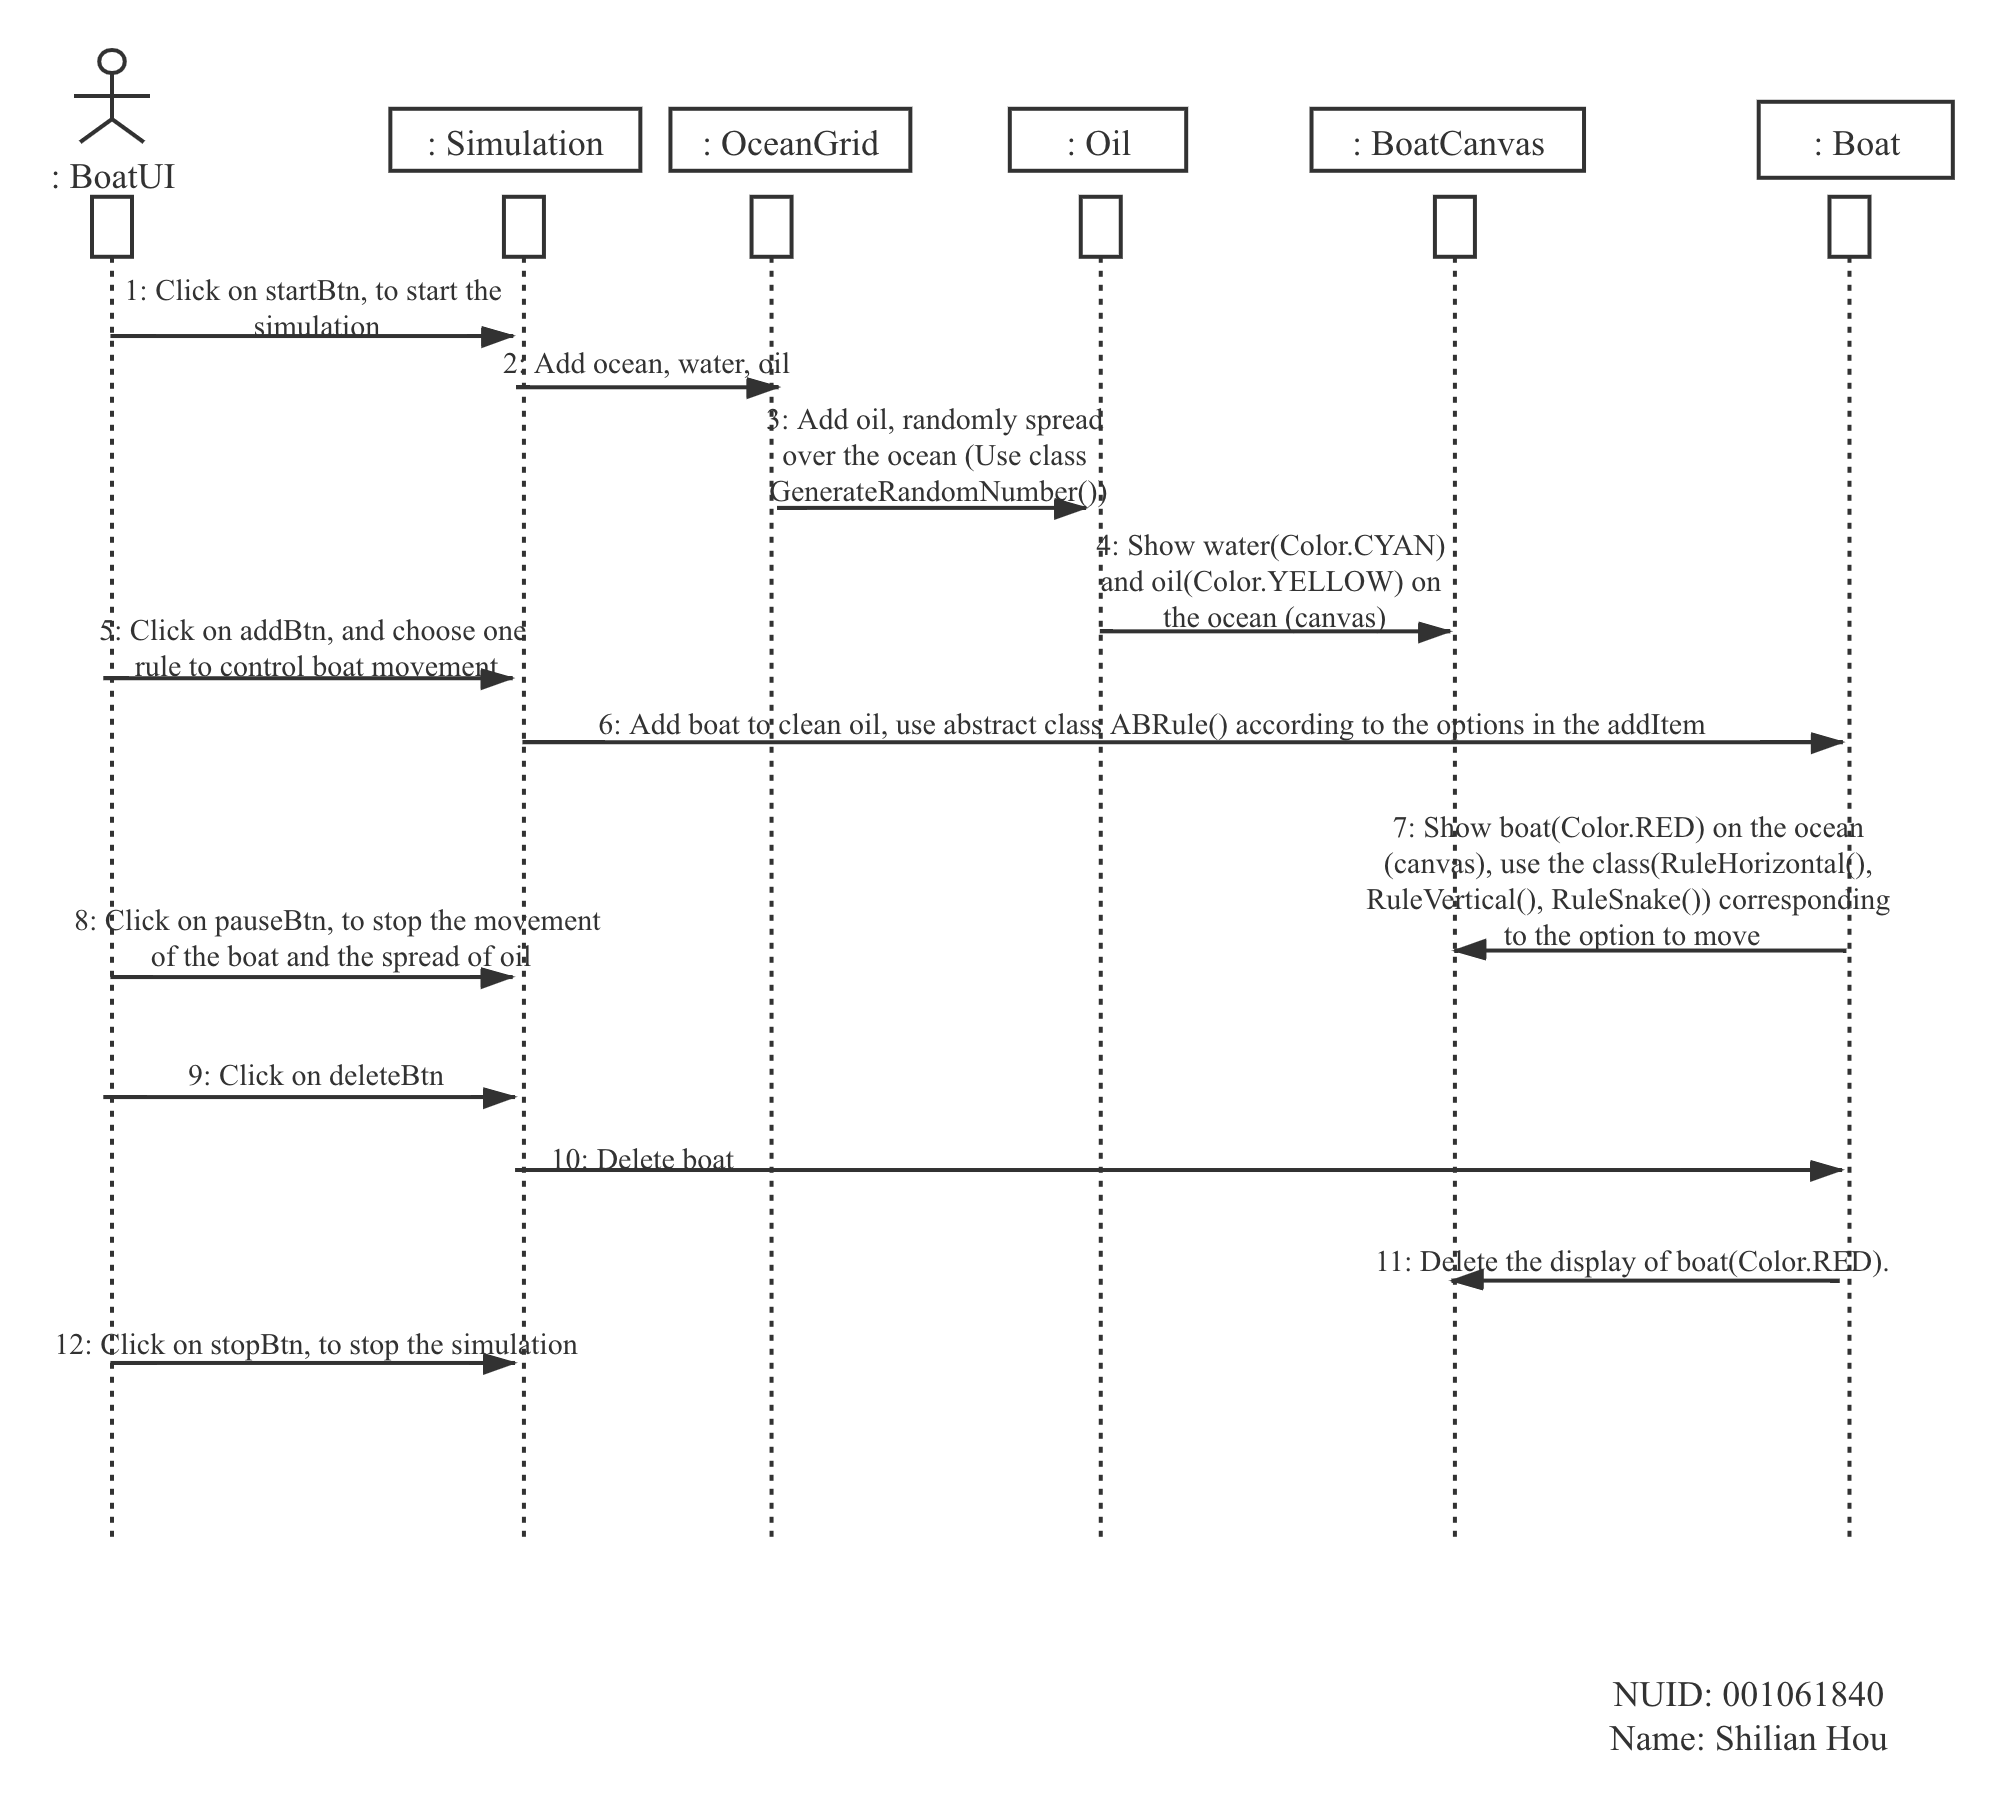 : BoatUI
: Simulation
: OceanGrid
: Oil
: BoatCanvas
: Boat
1: Click on startBtn, to start the
simulation
2: Add ocean, water, oil
3: Add oil, randomly spread
over the ocean (Use class
GenerateRandomNumber())
4: Show water(Color.CYAN)
and oil(Color.YELLOW) on
the ocean (canvas)
5: Click on addBtn, and choose one
rule to control boat movement
6: Add boat to clean oil, use abstract class ABRule() according to the options in the addItem
7: Show boat(Color.RED) on the ocean
(canvas), use the class(RuleHorizontal(),
RuleVertical(), RuleSnake()) corresponding
to the option to move
8: Click on pauseBtn, to stop the movement
of the boat and the spread of oil
9: Click on deleteBtn
10: Delete boat
11: Delete the display of boat(Color.RED).
12: Click on stopBtn, to stop the simulation
NUID: 001061840
Name: Shilian Hou